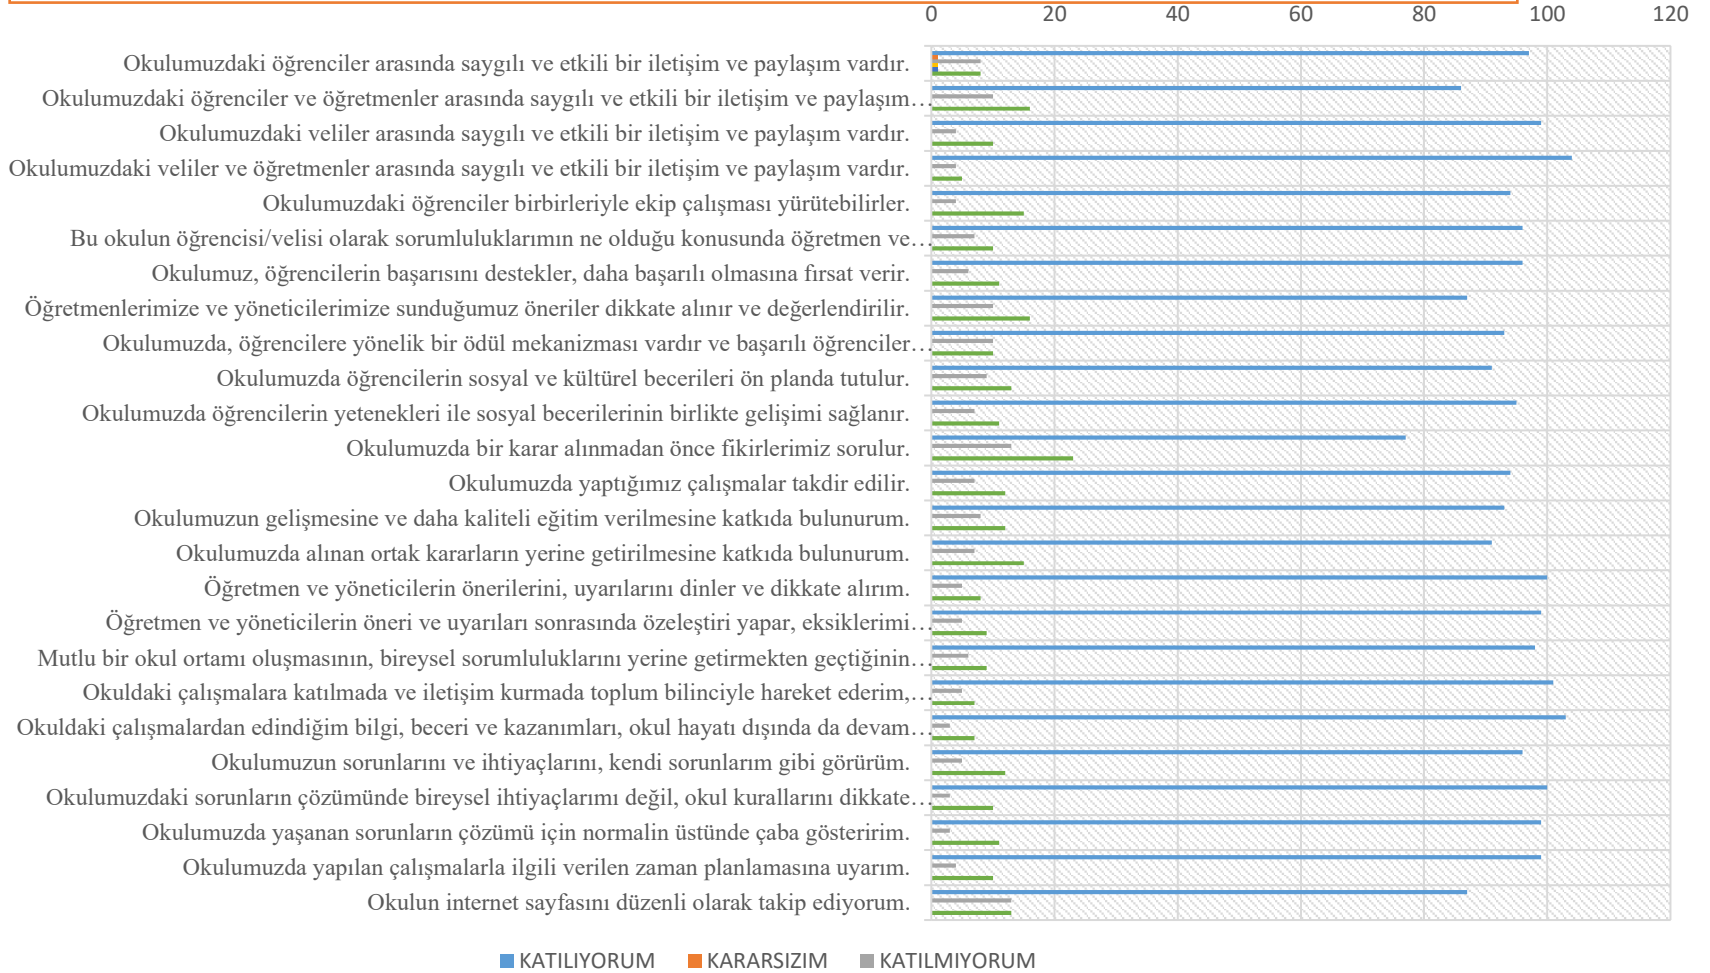 0 20 40 60 80 100 120
Okulumuzdaki öğrenciler arasında saygılı ve etkili bir iletişim ve paylaşım vardır.
Okulumuzdaki öğrenciler ve öğretmenler arasında saygılı ve etkili bir iletişim ve paylaşım…
Okulumuzdaki veliler arasında saygılı ve etkili bir iletişim ve paylaşım vardır.
Okulumuzdaki veliler ve öğretmenler arasında saygılı ve etkili bir iletişim ve paylaşım vardır.
Okulumuzdaki öğrenciler birbirleriyle ekip çalışması yürütebilirler.
Bu okulun öğrencisi/velisi olarak sorumluluklarımın ne olduğu konusunda öğretmen ve…
Okulumuz, öğrencilerin başarısını destekler, daha başarılı olmasına fırsat verir.
Öğretmenlerimize ve yöneticilerimize sunduğumuz öneriler dikkate alınır ve değerlendirilir.
Okulumuzda, öğrencilere yönelik bir ödül mekanizması vardır ve başarılı öğrenciler…
Okulumuzda öğrencilerin sosyal ve kültürel becerileri ön planda tutulur.
Okulumuzda öğrencilerin yetenekleri ile sosyal becerilerinin birlikte gelişimi sağlanır.
Okulumuzda bir karar alınmadan önce fikirlerimiz sorulur.
Okulumuzda yaptığımız çalışmalar takdir edilir.
Okulumuzun gelişmesine ve daha kaliteli eğitim verilmesine katkıda bulunurum.
Okulumuzda alınan ortak kararların yerine getirilmesine katkıda bulunurum.
Öğretmen ve yöneticilerin önerilerini, uyarılarını dinler ve dikkate alırım.
Öğretmen ve yöneticilerin öneri ve uyarıları sonrasında özeleştiri yapar, eksiklerimi…
Mutlu bir okul ortamı oluşmasının, bireysel sorumluluklarını yerine getirmekten geçtiğinin…
Okuldaki çalışmalara katılmada ve iletişim kurmada toplum bilinciyle hareket ederim,…
Okuldaki çalışmalardan edindiğim bilgi, beceri ve kazanımları, okul hayatı dışında da devam…
Okulumuzun sorunlarını ve ihtiyaçlarını, kendi sorunlarım gibi görürüm.
Okulumuzdaki sorunların çözümünde bireysel ihtiyaçlarımı değil, okul kurallarını dikkate…
Okulumuzda yaşanan sorunların çözümü için normalin üstünde çaba gösteririm.
Okulumuzda yapılan çalışmalarla ilgili verilen zaman planlamasına uyarım.
Okulun internet sayfasını düzenli olarak takip ediyorum.
KATILIYORUM KARARSIZIM KATILMIYORUM